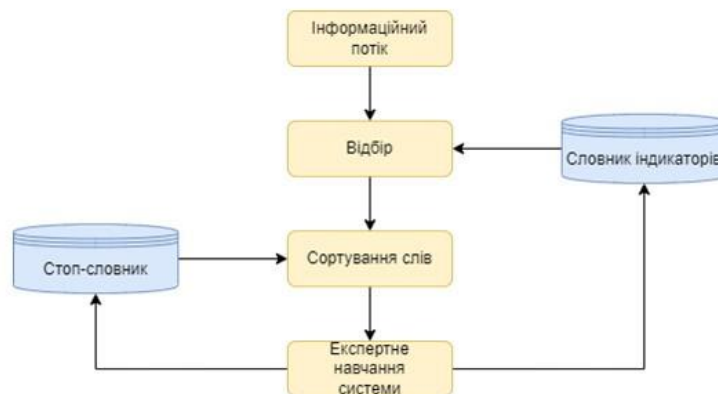 Інформаційний
потік
Відбір
Словник індикаторів
Сортування слів
Стоп-словник
Експертне
навчання
системи